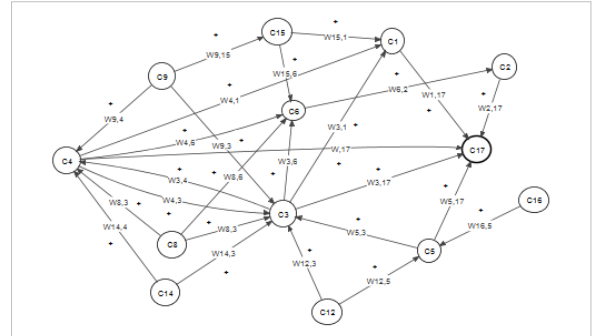 C15
W15,1
C1
W9,15
C9
W15,6
C2
W6,2
W4,1
W1,17
W2,17
W9,4
C6
W3,1
W4,6
W9,3
W,17
C17
C4
W3,6
W3,4
W8,6
W3,17
W4,3
W8,3
C3
W5,17
C16
W14,4
W8,3
W5,3
W16,5
C8
W14,3
C5
W12,3
W12,5
C14
C12